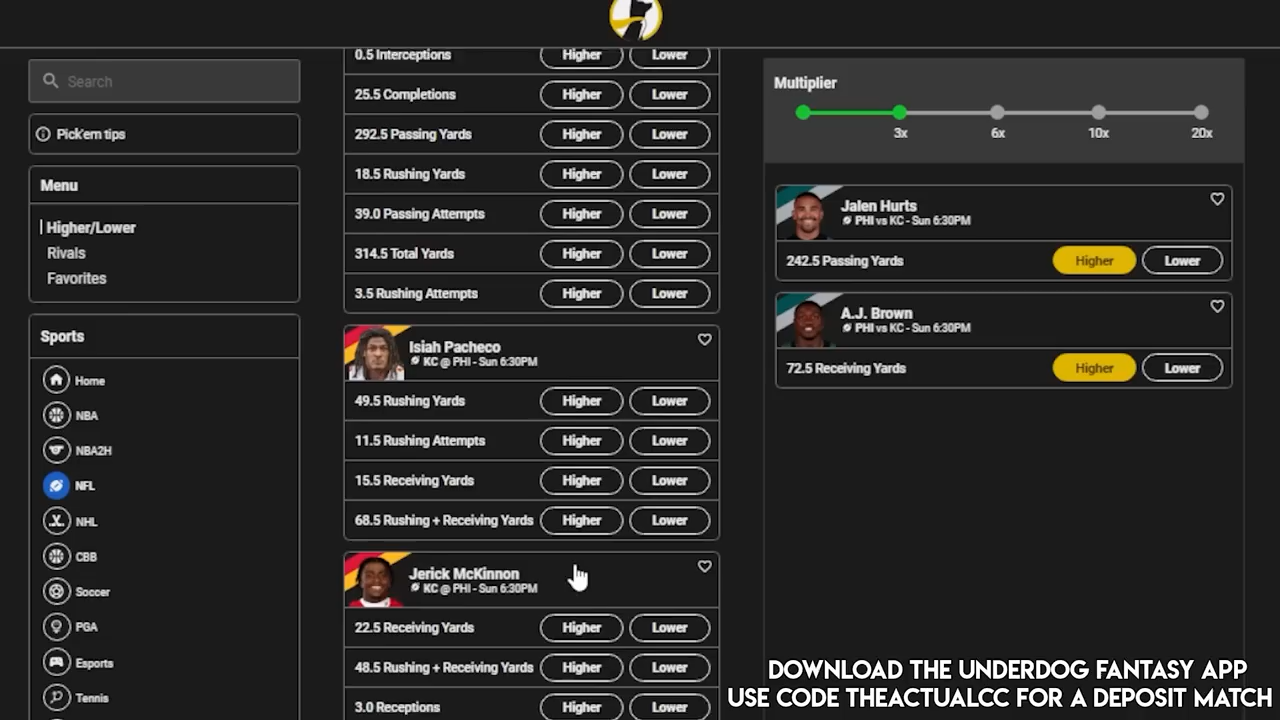 Search
Pick'em tips
Menu
Higher/Lower
Rivals
Favorites
Sports
Home
NBA
NBA2H
NFL
NHL
CBB
Soccer
PGA
Esports
Tennis
0.5 Interceptions Higher Lower
25.5 Completions Higher Lower
292.5 Passing Yards Higher Lower
18.5 Rushing Yards Higher Lower
39.0 Passing Attempts Higher Lower
314.5 Total Yards Higher Lower
3.5 Rushing Attempts Higher Lower
Isiah Pacheco
KC @ PHI - Sun 6:30PM
49.5 Rushing Yards Higher Lower
11.5 Rushing Attempts Higher Lower
15.5 Receiving Yards Higher Lower
68.5 Rushing + Receiving Yards Higher Lower
Jerick McKinnon
KC @ PHI - Sun 6:30PM
22.5 Receiving Yards Higher Lower
48.5 Rushing + Receiving Yards Higher Lower
3.0 Receptions Higher Lower
Multiplier
3x 6x 10x 20x
Jalen Hurts
PHI vs KC - Sun 6:30PM
242.5 Passing Yards Higher Lower
A.J. Brown
PHI vs KC - Sun 6:30PM
72.5 Receiving Yards Higher Lower
DOWNLOAD THE UNDERDOG FANTASY APP
USE CODE THEACTUALCC FOR A DEPOSIT MATCH